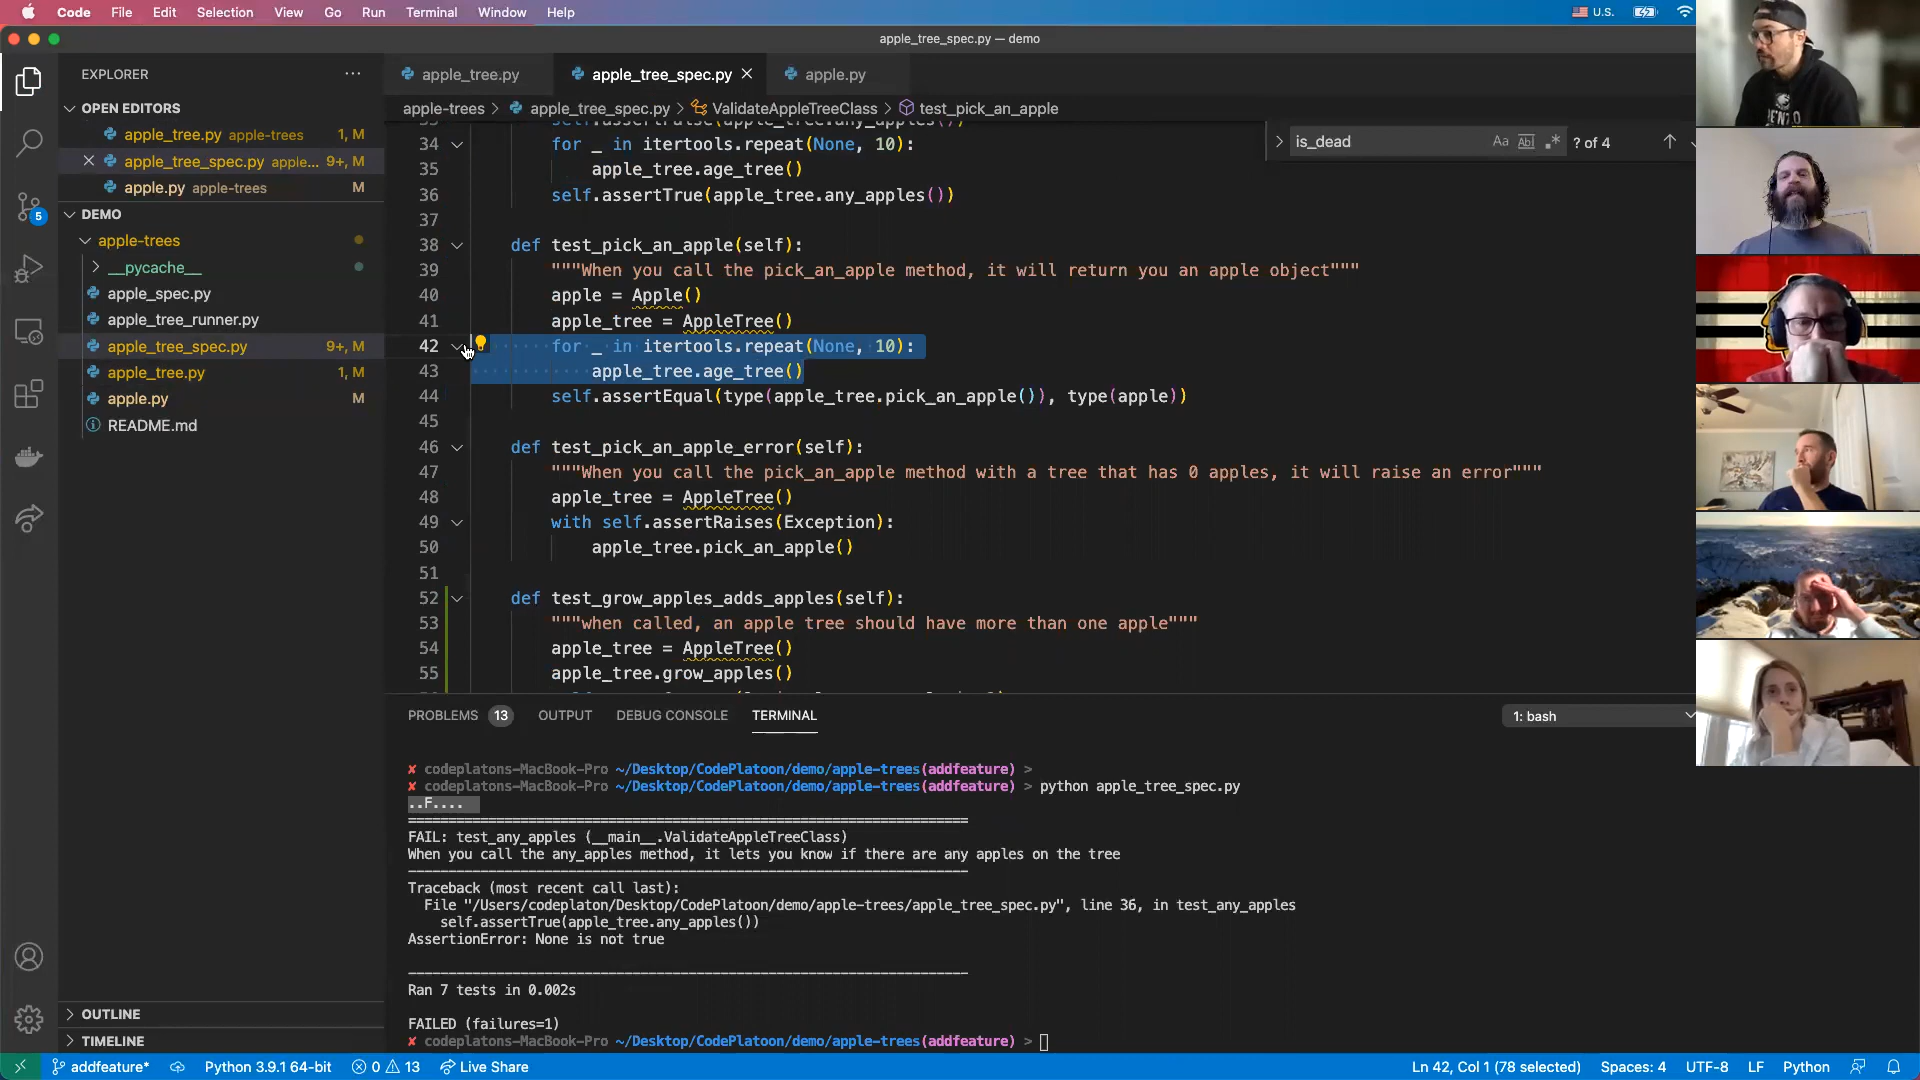 Code File Edit Selection View Go Run Terminal Window Help U.S.
apple_tree_spec.py — demo
EXPLORER
apple_tree.py apple_tree_spec.py apple.py
OPEN EDITORS
apple_tree.py apple-trees 1, M
apple_tree_spec.py apple... 9+, M
apple.py apple-trees M
DEMO
apple-trees
__pycache__
apple_spec.py
apple_tree_runner.py
apple_tree_spec.py 9+, M
apple_tree.py 1, M
apple.py M
README.md
OUTLINE
TIMELINE
5
apple-trees > apple_tree_spec.py > ValidateAppleTreeClass > test_pick_an_apple
is_dead Aa Abl .* ? of 4
34 for _ in itertools.repeat(None, 10):
35 apple_tree.age_tree()
36 self.assertTrue(apple_tree.any_apples())
37
38 def test_pick_an_apple(self):
39 """When you call the pick_an_apple method, it will return you an apple object"""
40 apple = Apple()
41 apple_tree = AppleTree()
42 for _ in itertools.repeat(None, 10):
43 apple_tree.age_tree()
44 self.assertEqual(type(apple_tree.pick_an_apple()), type(apple))
45
46 def test_pick_an_apple_error(self):
47 """When you call the pick_an_apple method with a tree that has 0 apples, it will raise an error"""
48 apple_tree = AppleTree()
49 with self.assertRaises(Exception):
50 apple_tree.pick_an_apple()
51
52 def test_grow_apples_adds_apples(self):
53 """when called, an apple tree should have more than one apple"""
54 apple_tree = AppleTree()
55 apple_tree.grow_apples()
PROBLEMS 13 OUTPUT DEBUG CONSOLE TERMINAL 1: bash
✘ codeplatons-MacBook-Pro ~/Desktop/CodePlatoon/demo/apple-trees(addfeature) >
✘ codeplatons-MacBook-Pro ~/Desktop/CodePlatoon/demo/apple-trees(addfeature) > python apple_tree_spec.py
..F....
======================================================================
FAIL: test_any_apples (__main__.ValidateAppleTreeClass)
When you call the any_apples method, it lets you know if there are any apples on the tree
----------------------------------------------------------------------
Traceback (most recent call last):
File "/Users/codeplaton/Desktop/CodePlatoon/demo/apple-trees/apple_tree_spec.py", line 36, in test_any_apples
self.assertTrue(apple_tree.any_apples())
AssertionError: None is not true
----------------------------------------------------------------------
Ran 7 tests in 0.002s
FAILED (failures=1)
✘ codeplatons-MacBook-Pro ~/Desktop/CodePlatoon/demo/apple-trees(addfeature) >
addfeature* Python 3.9.1 64-bit 0 13 Live Share Ln 42, Col 1 (78 selected) Spaces: 4 UTF-8 LF Python